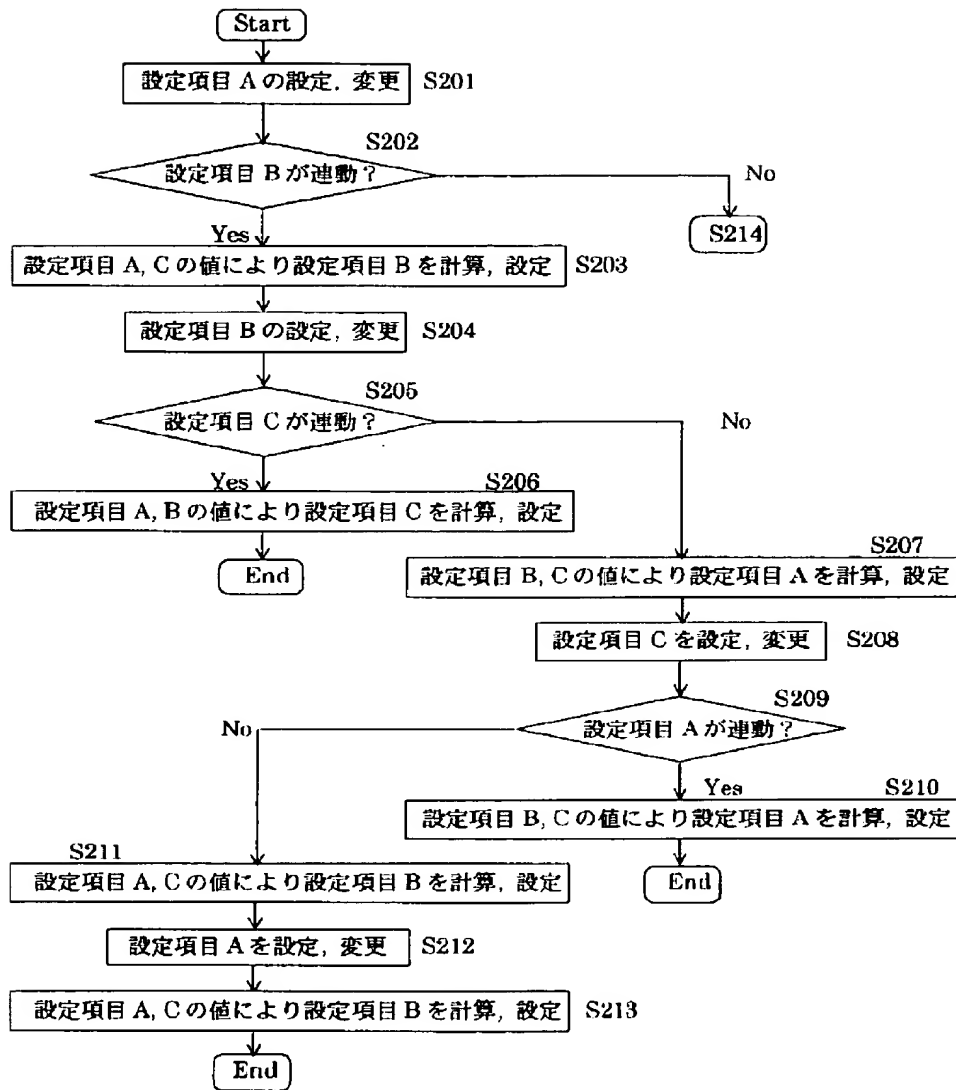 Start
設定項目 A の設定, 変更 S201
S202
設定項目 B が連動?
No
S214
Yes
設定項目 A, C の値により設定項目 B を計算, 設定 S203
設定項目 B の設定, 変更 S204
S205
設定項目 C が連動?
No
Yes
S206
設定項目 A, B の値により設定項目 C を計算, 設定
End
S207
設定項目 B, C の値により設定項目 A を計算, 設定
設定項目 C を設定, 変更 S208
S209
設定項目 A が連動?
No
Yes
S210
設定項目 B, C の値により設定項目 A を計算, 設定
End
S211
設定項目 A, C の値により設定項目 B を計算, 設定
設定項目 A を設定, 変更 S212
設定項目 A, C の値により設定項目 B を計算, 設定 S213
End